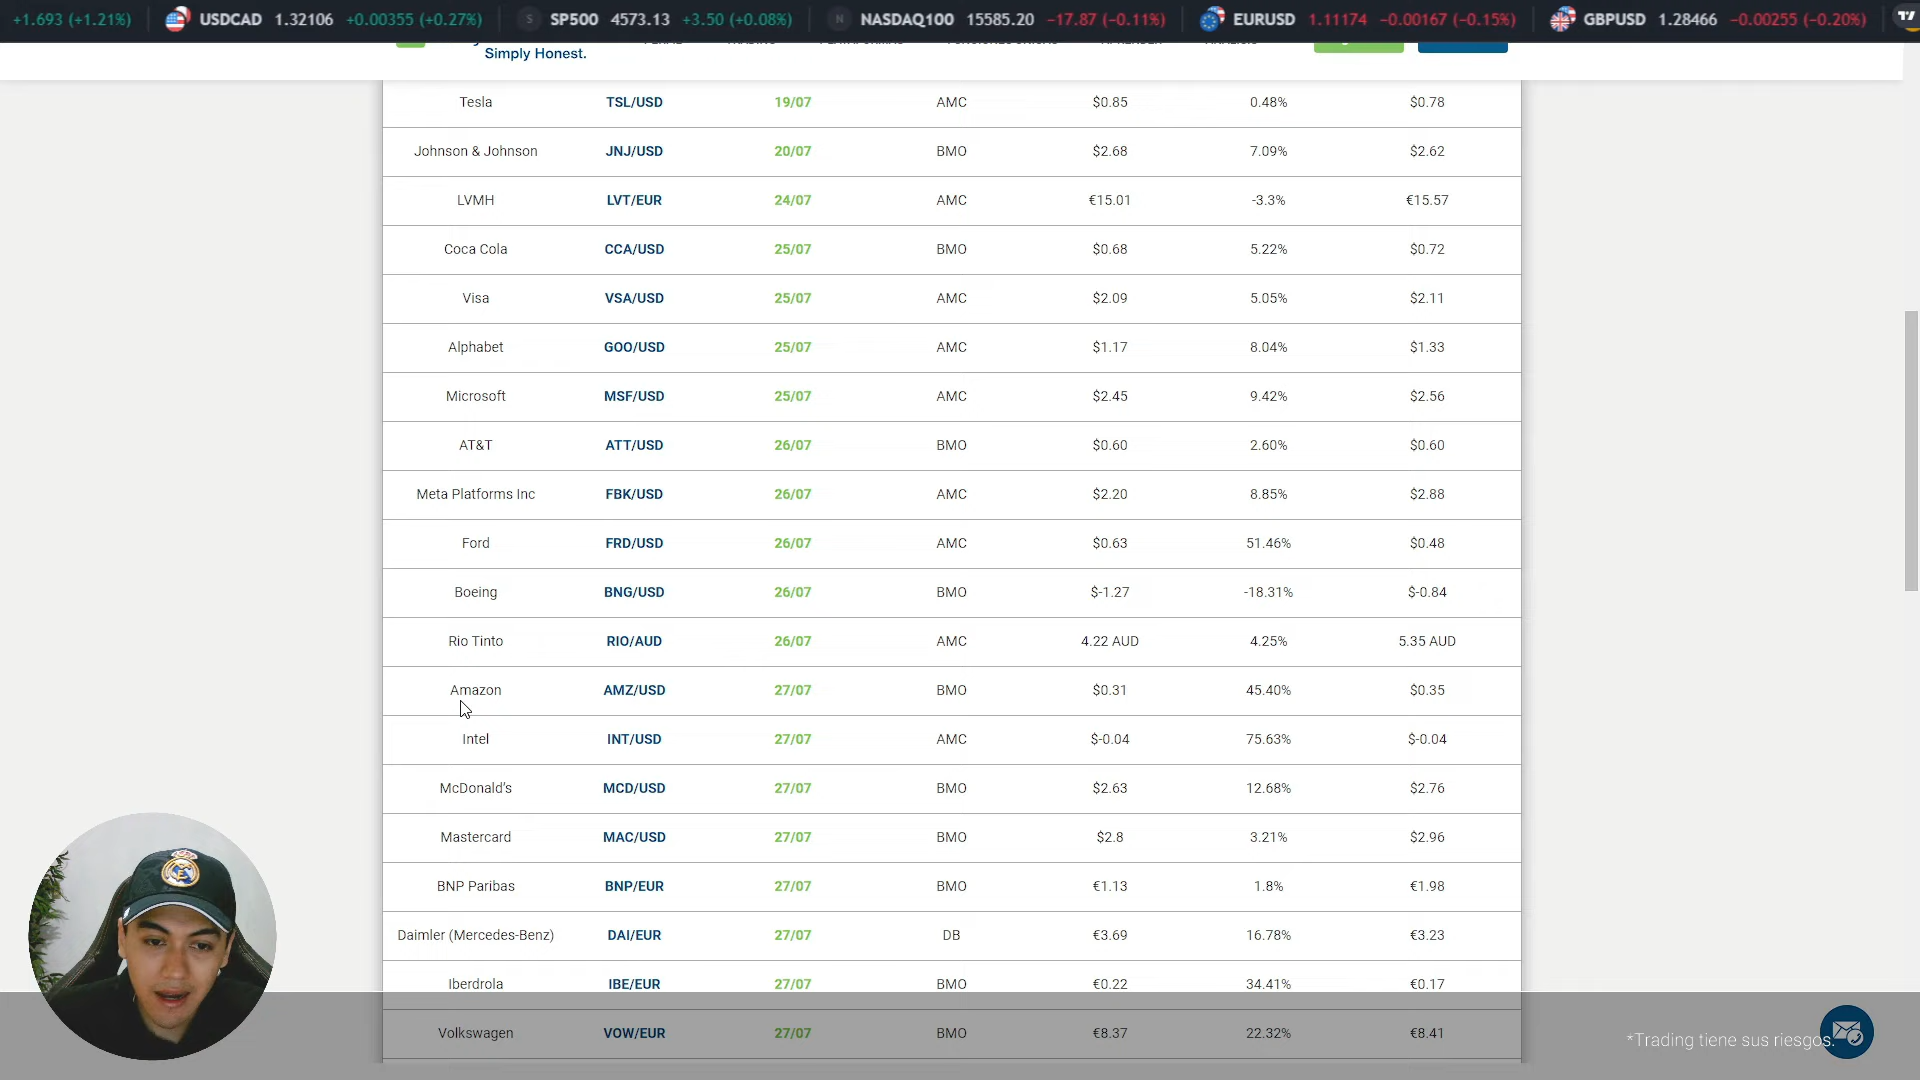 +1.693 (+1.21%) USDCAD 1.32106 +0.00355 (+0.27%) S SP500 4573.13 +3.50 (+0.08%) N NASDAQ100 15585.20 −17.87 (−0.11%) EURUSD 1.11174 −0.00167 (−0.15%) GBPUSD 1.28466 −0.00255 (−0.20%)
Simply Honest.
Tesla TSL/USD 19/07 AMC $0.85 0.48% $0.78
Johnson & Johnson JNJ/USD 20/07 BMO $2.68 7.09% $2.62
LVMH LVT/EUR 24/07 AMC €15.01 -3.3% €15.57
Coca Cola CCA/USD 25/07 BMO $0.68 5.22% $0.72
Visa VSA/USD 25/07 AMC $2.09 5.05% $2.11
Alphabet GOO/USD 25/07 AMC $1.17 8.04% $1.33
Microsoft MSF/USD 25/07 AMC $2.45 9.42% $2.56
AT&T ATT/USD 26/07 BMO $0.60 2.60% $0.60
Meta Platforms Inc FBK/USD 26/07 AMC $2.20 8.85% $2.88
Ford FRD/USD 26/07 AMC $0.63 51.46% $0.48
Boeing BNG/USD 26/07 BMO $-1.27 -18.31% $-0.84
Rio Tinto RIO/AUD 26/07 AMC 4.22 AUD 4.25% 5.35 AUD
Amazon AMZ/USD 27/07 BMO $0.31 45.40% $0.35
Intel INT/USD 27/07 AMC $-0.04 75.63% $-0.04
McDonald's MCD/USD 27/07 BMO $2.63 12.68% $2.76
Mastercard MAC/USD 27/07 BMO $2.8 3.21% $2.96
BNP Paribas BNP/EUR 27/07 BMO €1.13 1.8% €1.98
Daimler (Mercedes-Benz) DAI/EUR 27/07 DB €3.69 16.78% €3.23
Iberdrola IBE/EUR 27/07 BMO €0.22 34.41% €0.17
Volkswagen VOW/EUR 27/07 BMO €8.37 22.32% €8.41
*Trading tiene sus riesgos.